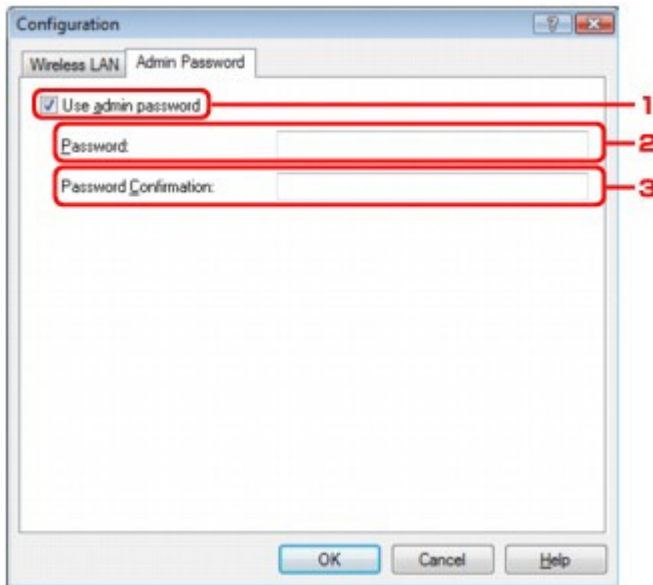 Configuration
Wireless LAN Admin Password
Use admin password 1
Password: 2
Password Confirmation: 3
OK Cancel Help